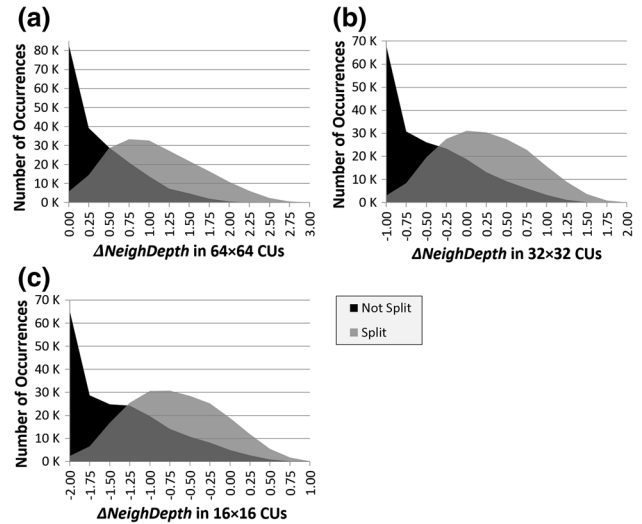 (a)
Number of Occurrences
80 K
70 K
60 K
50 K
40 K
30 K
20 K
10 K
0 K
0.00
0.25
0.50
0.75
1.00
1.25
1.50
1.75
2.00
2.25
2.50
2.75
3.00
ΔNeighDepth in 64×64 CUs
(b)
Number of Occurrences
70 K
60 K
50 K
40 K
30 K
20 K
10 K
0 K
-1.00
-0.75
-0.50
-0.25
0.00
0.25
0.50
0.75
1.00
1.25
1.50
1.75
2.00
ΔNeighDepth in 32×32 CUs
(c)
Number of Occurrences
70 K
60 K
50 K
40 K
30 K
20 K
10 K
0 K
-2.00
-1.75
-1.50
-1.25
-1.00
-0.75
-0.50
-0.25
0.00
0.25
0.50
0.75
1.00
ΔNeighDepth in 16×16 CUs
Not Split
Split